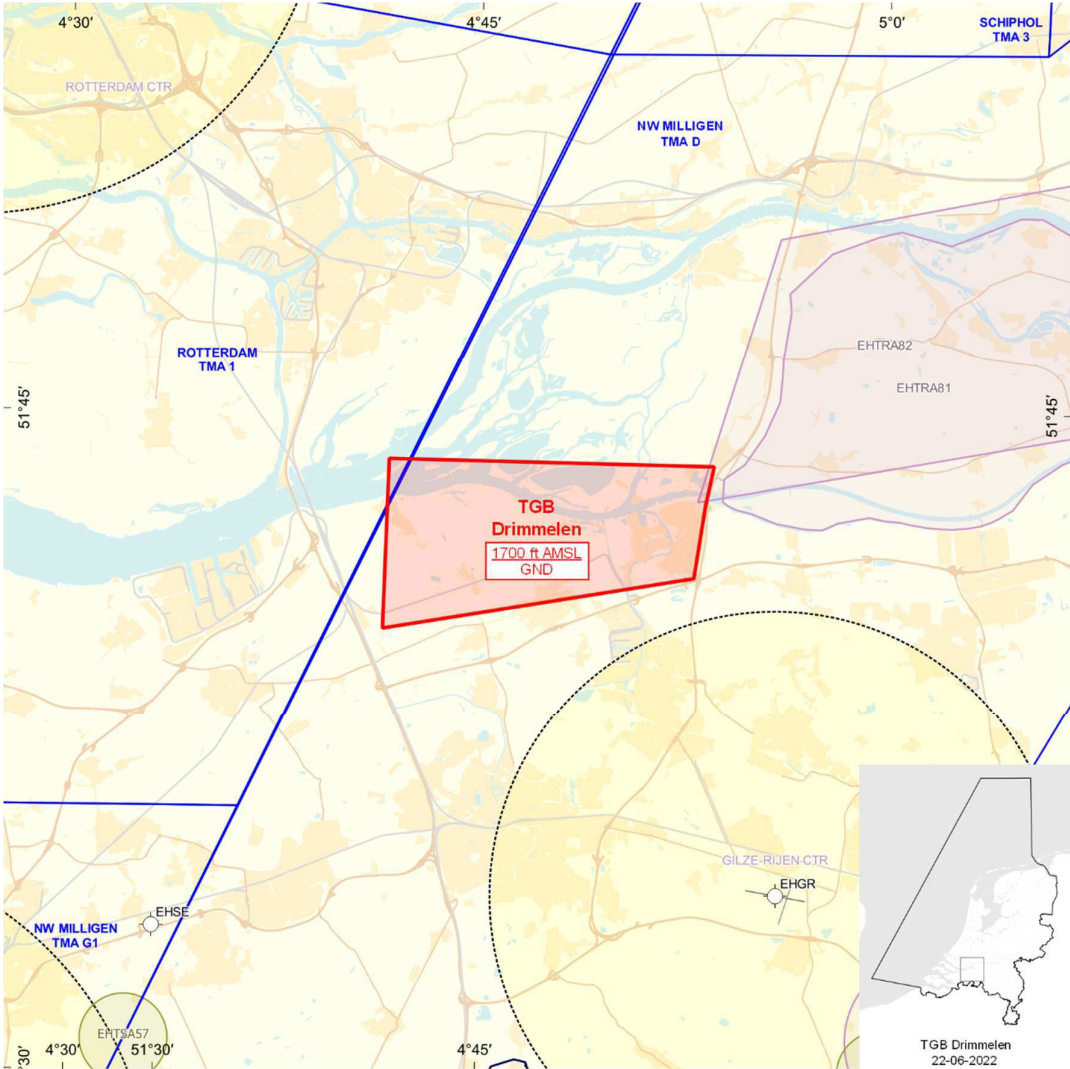 4°30′
4°45′
5°0′
SCHIPHOL
TMA 3
ROTTERDAM CTR
NW MILLIGEN
TMA D
EHTRA82
ROTTERDAM
TMA 1
EHTRA81
51°45′
51°45′
TGB
Drimmelen
1700 ft AMSL
GND
GILZE-RIJEN CTR
EHGR
EHSE
NW MILLIGEN
TMA G1
EHTSA57
4°30′
51°30′
4°45′
TGB Drimmelen
22-06-2022